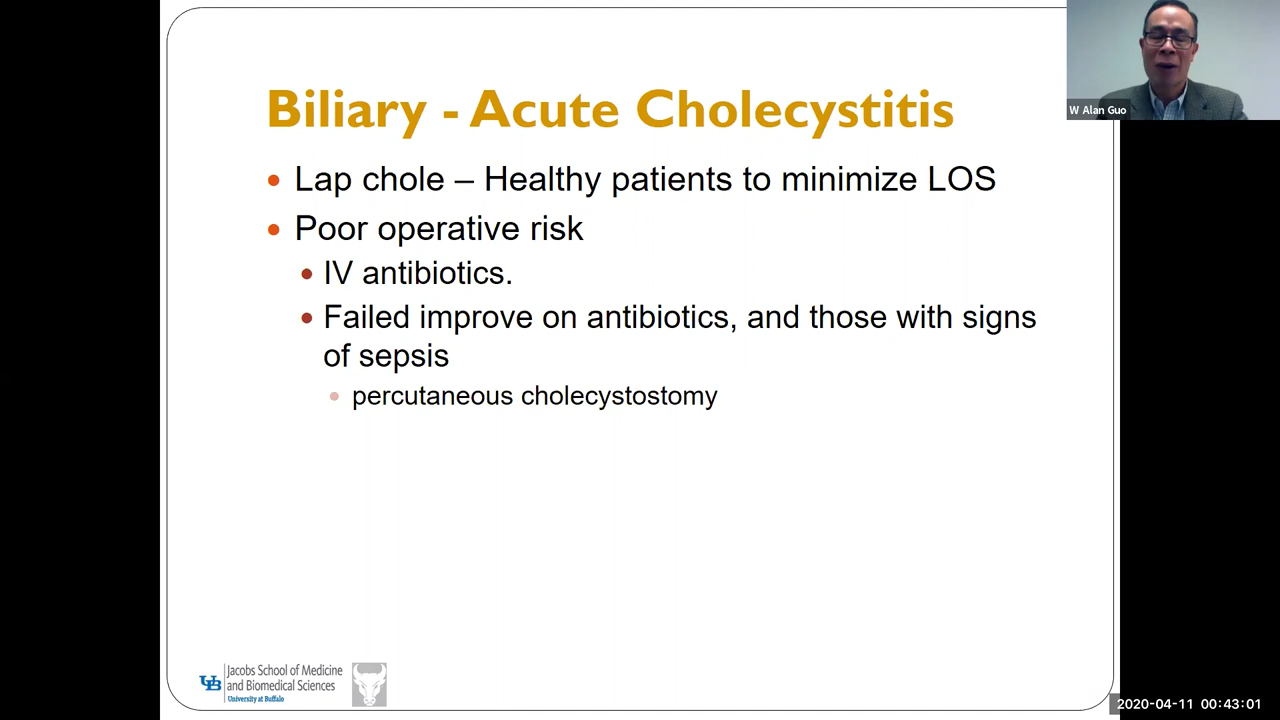 Biliary - Acute Cholecystitis
W Alan Guo
Lap chole – Healthy patients to minimize LOS
Poor operative risk
IV antibiotics.
Failed improve on antibiotics, and those with signs
of sepsis
percutaneous cholecystostomy
UB
Jacobs School of Medicine
and Biomedical Sciences
University at Buffalo
2020-04-11 00:43:01